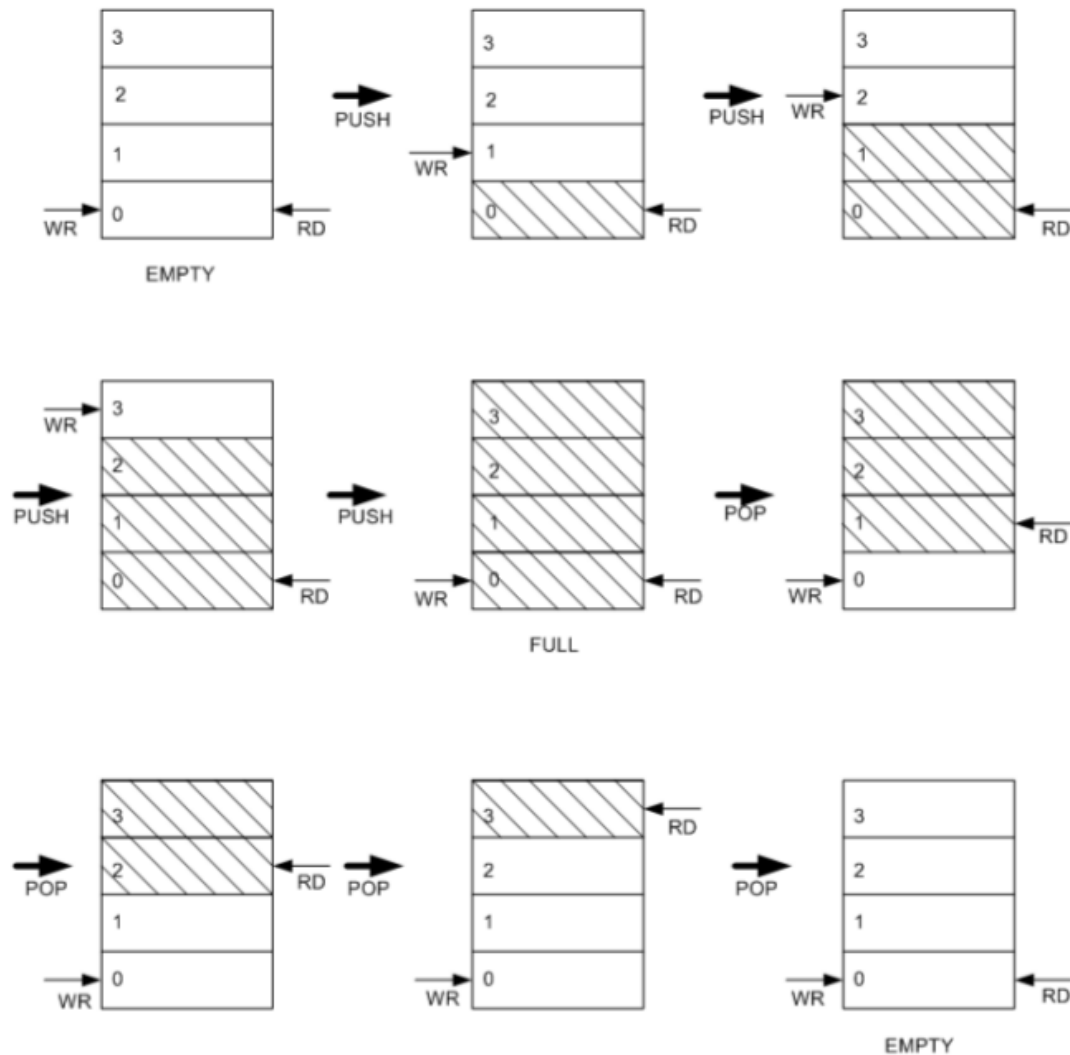 3 3 3
2 PUSH 2 PUSH WR 2
1 WR 1 1
WR 0 RD 0 RD 0 RD
EMPTY
WR 3 3 3
PUSH 2 PUSH 2 POP 2
1 1 1 RD
0 RD WR 0 RD WR 0
FULL
3 3 RD 3
POP 2 RD POP 2 POP 2
1 1 1
WR 0 WR 0 WR 0 RD
EMPTY